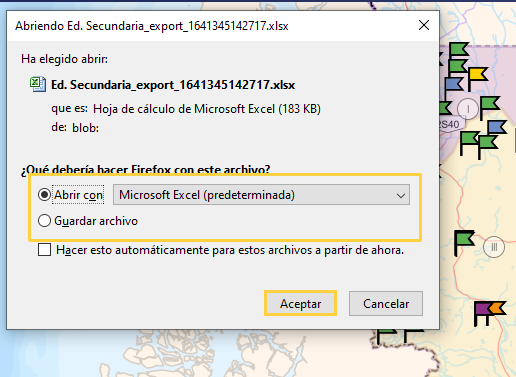 Abriendo Ed. Secundaria_export_1641345142717.xlsx
Ha elegido abrir:
Ed. Secundaria_export_1641345142717.xlsx
que es: Hoja de cálculo de Microsoft Excel (183 KB)
de: blob:
¿Qué debería hacer Firefox con este archivo?
Abrir con Microsoft Excel (predeterminada)
Guardar archivo
Hacer esto automáticamente para estos archivos a partir de ahora.
Aceptar Cancelar
I
RS40
III